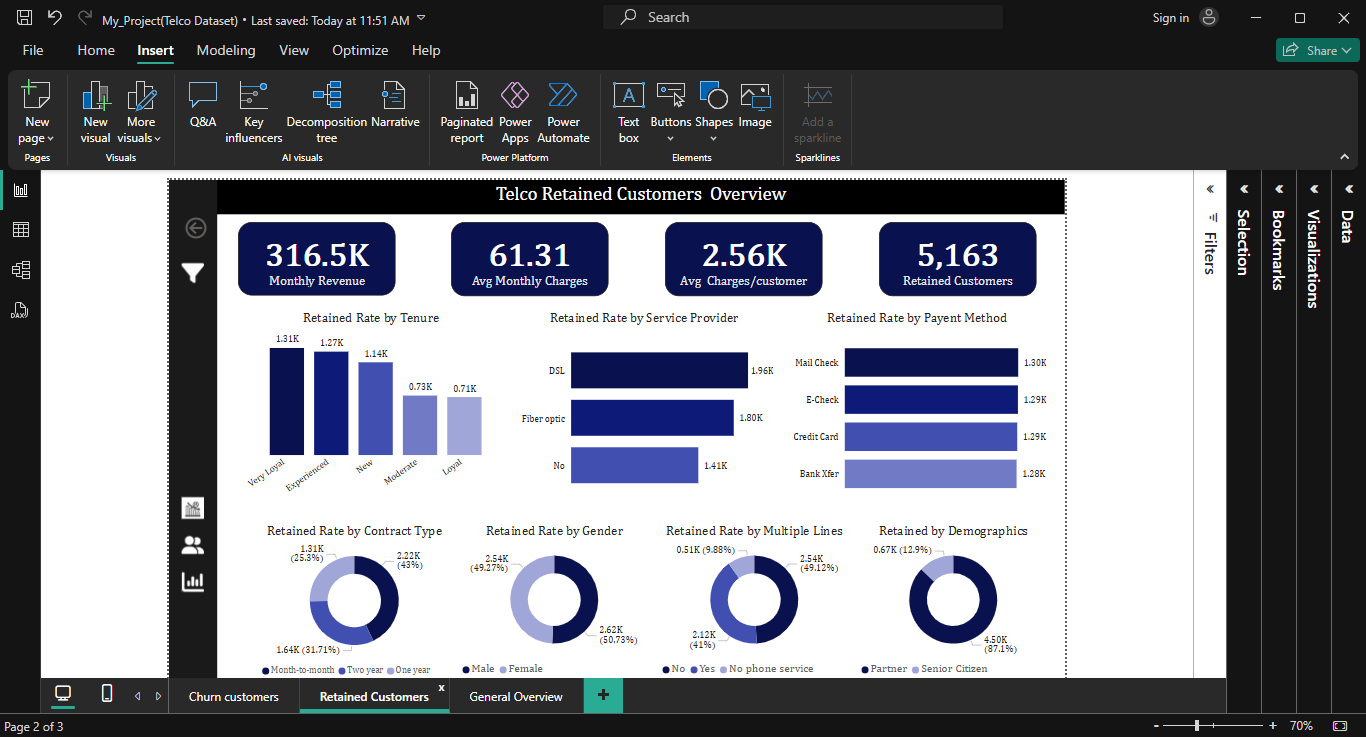 My_Project(Telco Dataset) • Last saved: Today at 11:51 AM
Search
Sign in
File Home Insert Modeling View Optimize Help
Share
New page
New visual
More visuals
Q&A
Key influencers
Decomposition tree
Narrative
Paginated report
Power Apps
Power Automate
Text box
Buttons
Shapes
Image
Add a sparkline
Pages
Visuals
AI visuals
Power Platform
Elements
Sparklines
DAX
Telco Retained Customers Overview
316.5K
Monthly Revenue
61.31
Avg Monthly Charges
2.56K
Avg Charges/customer
5,163
Retained Customers
Retained Rate by Tenure
1.31K
1.27K
1.14K
0.73K
0.71K
Very Loyal
Experienced
New
Moderate
Loyal
Retained Rate by Service Provider
DSL 1.96K
Fiber optic 1.80K
No 1.41K
Retained Rate by Payent Method
Mail Check 1.30K
E-Check 1.29K
Credit Card 1.29K
Bank Xfer 1.28K
Retained Rate by Contract Type
1.31K
(25.3%)
2.22K
(43%)
1.64K (31.71%)
Month-to-month Two year One year
Retained Rate by Gender
2.54K
(49.27%)
2.62K
(50.73%)
Male Female
Retained Rate by Multiple Lines
0.51K (9.88%)
2.54K
(49.12%)
2.12K
(41%)
No Yes No phone service
Retained by Demographics
0.67K (12.9%)
4.50K
(87.1%)
Partner Senior Citizen
Filters
Selection
Bookmarks
Visualizations
Data
Churn customers
Retained Customers x
General Overview
+
Page 2 of 3
- + 70%